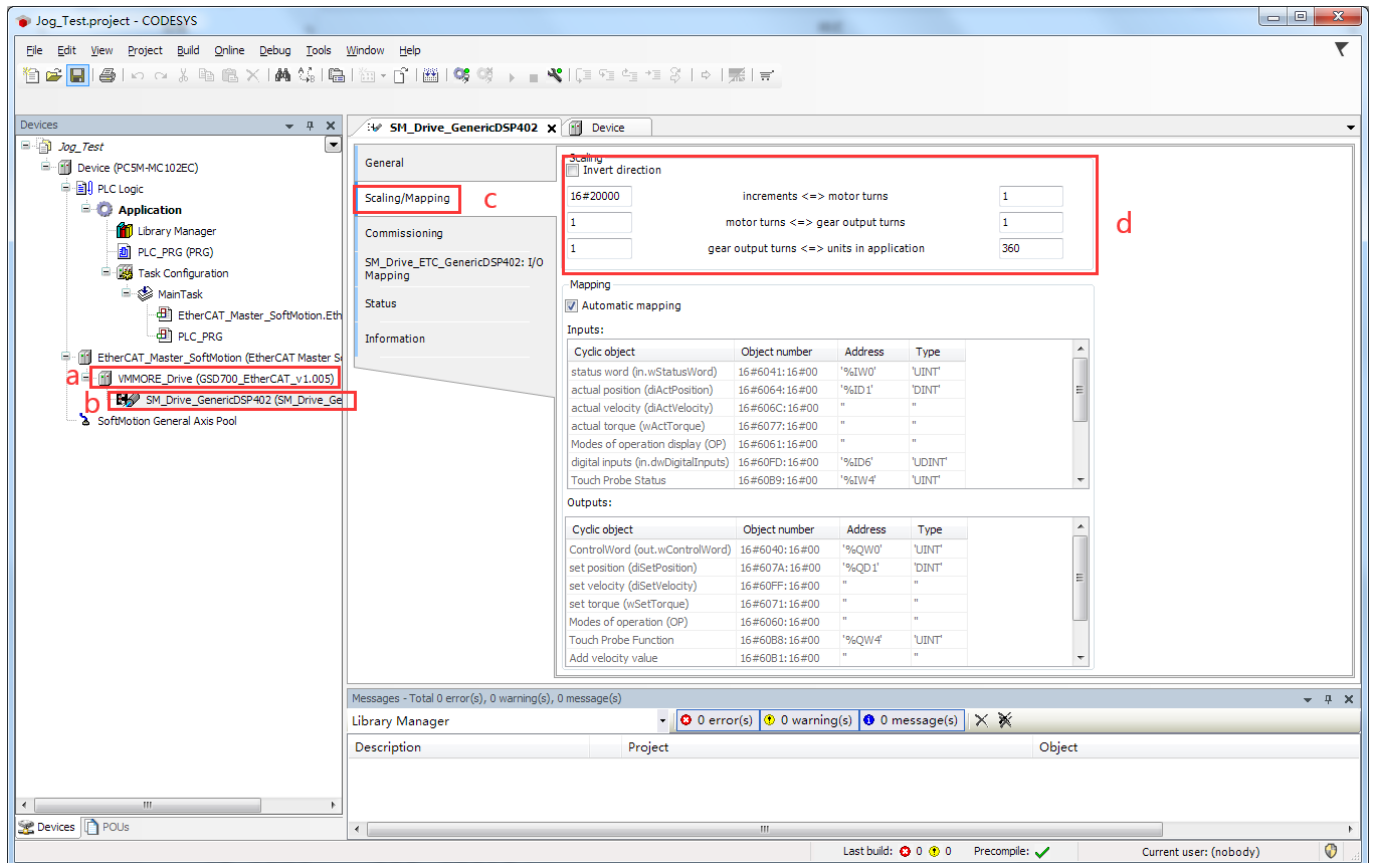 Jog_Test.project - CODESYS
File Edit View Project Build Online Debug Tools Window Help
Devices
Jog_Test
Device (PC5M-MC102EC)
PLC Logic
Application
Library Manager
PLC_PRG (PRG)
Task Configuration
MainTask
EtherCAT_Master_SoftMotion.Eth
PLC_PRG
EtherCAT_Master_SoftMotion (EtherCAT Master S
a
VMMORE_Drive (GSD700_EtherCAT_v1.005)
b
SM_Drive_GenericDSP402 (SM_Drive_Ge
SoftMotion General Axis Pool
Devices POUs
SM_Drive_GenericDSP402 Device
General
Scaling/Mapping
c
Commissioning
SM_Drive_ETC_GenericDSP402: I/O
Mapping
Status
Information
Scaling
Invert direction
16#20000 increments <=> motor turns 1
1 motor turns <=> gear output turns 1
1 gear output turns <=> units in application 360
d
Mapping
Automatic mapping
Inputs:
Cyclic object Object number Address Type
status word (in.wStatusWord) 16#6041:16#00 '%IW0' 'UINT'
actual position (diActPosition) 16#6064:16#00 '%ID1' 'DINT'
actual velocity (diActVelocity) 16#606C:16#00 '' ''
actual torque (wActTorque) 16#6077:16#00 '' ''
Modes of operation display (OP) 16#6061:16#00 '' ''
digital inputs (in.dwDigitalInputs) 16#60FD:16#00 '%ID6' 'UDINT'
Touch Probe Status 16#60B9:16#00 '%IW4' 'UINT'
Outputs:
Cyclic object Object number Address Type
ControlWord (out.wControlWord) 16#6040:16#00 '%QW0' 'UINT'
set position (diSetPosition) 16#607A:16#00 '%QD1' 'DINT'
set velocity (diSetVelocity) 16#60FF:16#00 '' ''
set torque (wSetTorque) 16#6071:16#00 '' ''
Modes of operation (OP) 16#6060:16#00 '' ''
Touch Probe Function 16#60B8:16#00 '%QW4' 'UINT'
Add velocity value 16#60B1:16#00 '' ''
Messages - Total 0 error(s), 0 warning(s), 0 message(s)
Library Manager 0 error(s) 0 warning(s) 0 message(s)
Description Project Object
Last build: 0 0 Precompile: Current user: (nobody)